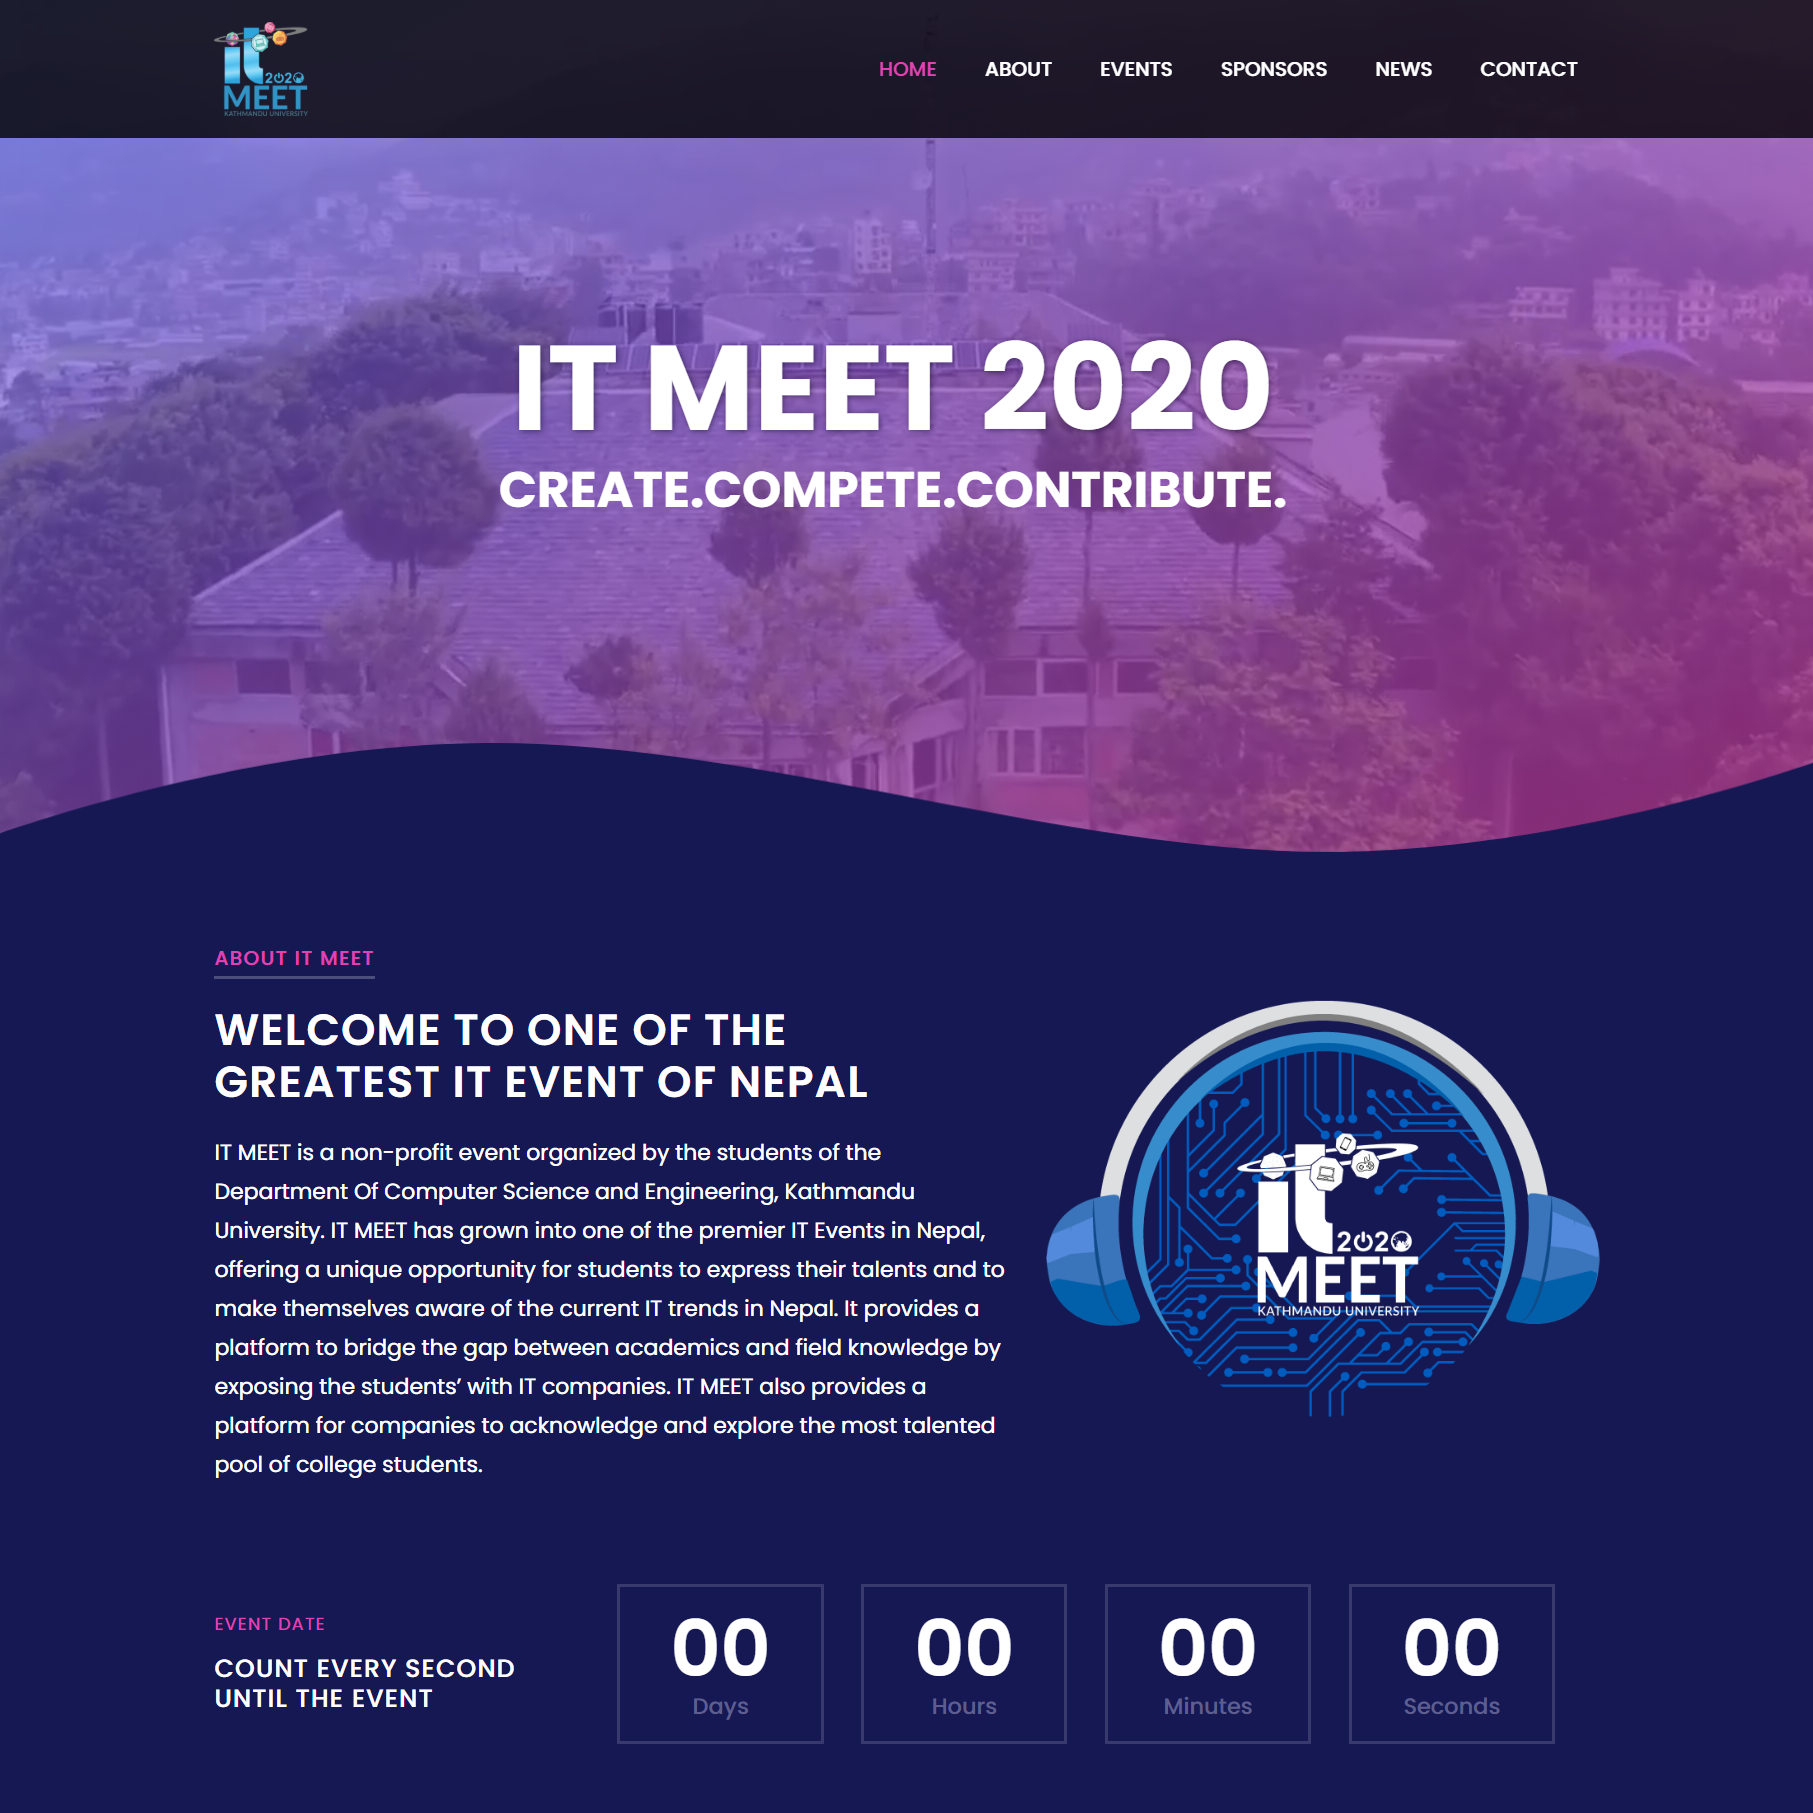 it
2020
MEET
KATHMANDU UNIVERSITY
HOME ABOUT EVENTS SPONSORS NEWS CONTACT
IT MEET 2020
CREATE.COMPETE.CONTRIBUTE.
ABOUT IT MEET
WELCOME TO ONE OF THE
GREATEST IT EVENT OF NEPAL
IT MEET is a non-profit event organized by the students of the
Department Of Computer Science and Engineering, Kathmandu
University. IT MEET has grown into one of the premier IT Events in Nepal,
offering a unique opportunity for students to express their talents and to
make themselves aware of the current IT trends in Nepal. It provides a
platform to bridge the gap between academics and field knowledge by
exposing the students’ with IT companies. IT MEET also provides a
platform for companies to acknowledge and explore the most talented
pool of college students.
it
2020
MEET
KATHMANDU UNIVERSITY
EVENT DATE
COUNT EVERY SECOND
UNTIL THE EVENT
00 00 00 00
Days Hours Minutes Seconds